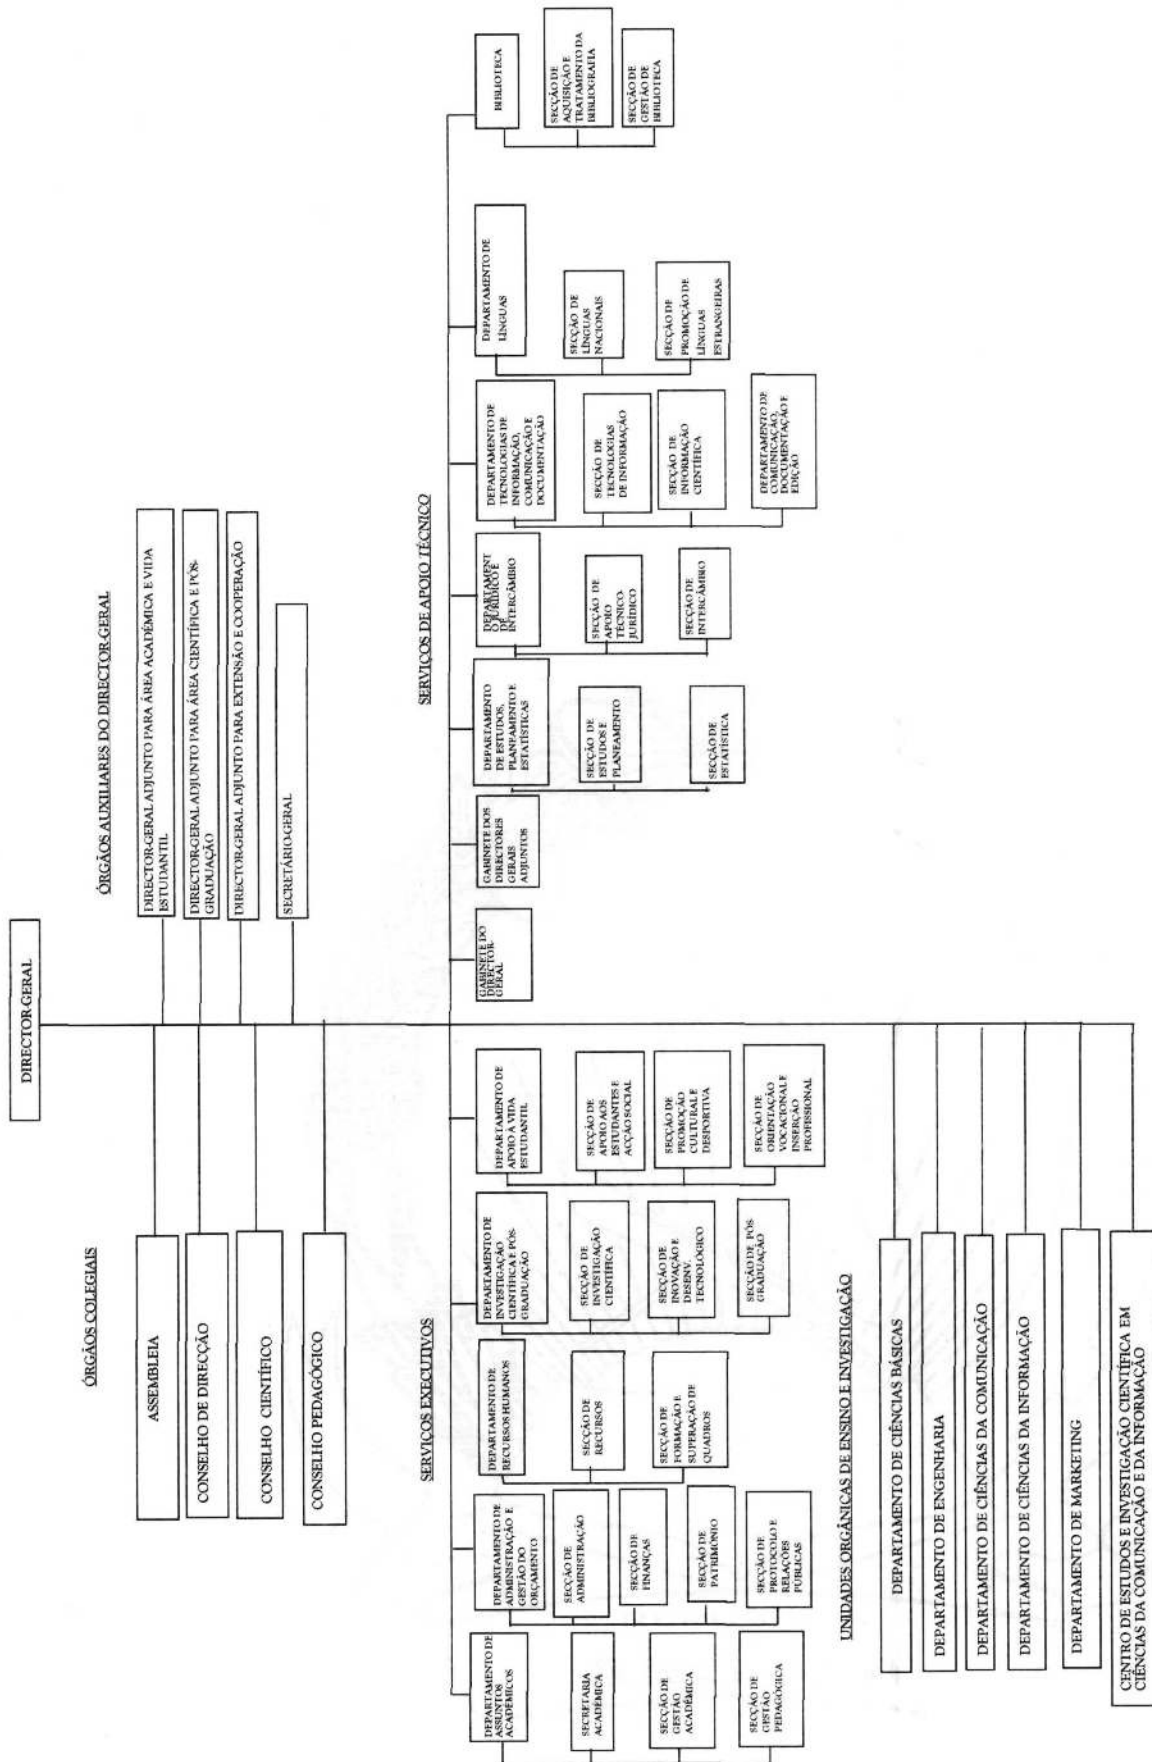 DIRECTOR-GERAL
ÓRGÃOS COLEGIAIS
ASSEMBLEIA
CONSELHO DE DIRECÇÃO
CONSELHO CIENTÍFICO
CONSELHO PEDAGÓGICO
ÓRGÃOS AUXILIARES DO DIRECTOR-GERAL
DIRECTOR-GERAL ADJUNTO PARA ÁREA ACADÉMICA E VIDA
ESTUDANTIL
DIRECTOR-GERAL ADJUNTO PARA ÁREA CIENTÍFICA E PÓS-
GRADUAÇÃO
DIRECTOR-GERAL ADJUNTO PARA EXTENSÃO E COOPERAÇÃO
SECRETÁRIO-GERAL
SERVIÇOS EXECUTIVOS
DEPARTAMENTO DE
ASSUNTOS
ACADÉMICOS
SECRETARIA
ACADÉMICA
SECÇÃO DE
GESTÃO
ACADÉMICA
SECÇÃO DE
GESTÃO
PEDAGÓGICA
DEPARTAMENTO DE
ADMINISTRAÇÃO E
GESTÃO DO
ORÇAMENTO
SECÇÃO DE
ADMINISTRAÇÃO
SECÇÃO DE
FINANÇAS
SECÇÃO DE
PATRIMÓNIO
SECÇÃO DE
PROTOCOLO E
RELAÇÕES
PÚBLICAS
DEPARTAMENTO DE
RECURSOS HUMANOS
SECÇÃO DE
RECURSOS
SECÇÃO DE
FORMAÇÃO E
SUPERAÇÃO DE
QUADROS
DEPARTAMENTO DE
INVESTIGAÇÃO
CIENTÍFICA E PÓS-
GRADUAÇÃO
SECÇÃO DE
INVESTIGAÇÃO
CIENTÍFICA
SECÇÃO DE
INOVAÇÃO E
DESENV.
TECNOLÓGICO
SECÇÃO DE PÓS-
GRADUAÇÃO
DEPARTAMENTO DE
APOIO À VIDA
ESTUDANTIL
SECÇÃO DE
APOIO AOS
ESTUDANTES E
ACÇÃO SOCIAL
SECÇÃO DE
PROMOÇÃO
CULTURAL E
DESPORTIVA
SECÇÃO DE
ORIENTAÇÃO
VOCACIONAL E
INSERÇÃO
PROFISSIONAL
SERVIÇOS DE APOIO TÉCNICO
GABINETE DO
DIRECTOR-
GERAL
GABINETE DOS
DIRECTORES
GERAIS
ADJUNTOS
DEPARTAMENTO
DE ESTUDOS,
PLANEAMENTO E
ESTATÍSTICAS
SECÇÃO DE
ESTUDOS E
PLANEAMENTO
SECÇÃO DE
ESTATÍSTICA
DEPARTAMENT
O JURÍDICO E
DE
INTERCÂMBIO
SECÇÃO DE
APOIO
TÉCNICO-
JURÍDICO
SECÇÃO DE
INTERCÂMBIO
DEPARTAMENTO DE
TECNOLOGIAS DE
INFORMAÇÃO,
COMUNICAÇÃO E
DOCUMENTAÇÃO
SECÇÃO DE
TECNOLOGIAS
DE INFORMAÇÃO
SECÇÃO DE
INFORMAÇÃO
CIENTÍFICA
DEPARTAMENTO DE
COMUNICAÇÃO,
DOCUMENTAÇÃO E
EDIÇÃO
DEPARTAMENTO DE
LÍNGUAS
SECÇÃO DE
LÍNGUAS
NACIONAIS
SECÇÃO DE
PROMOÇÃO DE
LÍNGUAS
ESTRANGEIRAS
BIBLIOTECA
SECÇÃO DE
AQUISIÇÃO E
TRATAMENTO DA
BIBLIOGRAFIA
SECÇÃO DE
GESTÃO DE
BIBLIOTECA
UNIDADES ORGÂNICAS DE ENSINO E INVESTIGAÇÃO
DEPARTAMENTO DE CIÊNCIAS BÁSICAS
DEPARTAMENTO DE ENGENHARIA
DEPARTAMENTO DE CIÊNCIAS DA COMUNICAÇÃO
DEPARTAMENTO DE CIÊNCIAS DA INFORMAÇÃO
DEPARTAMENTO DE MARKETING
CENTRO DE ESTUDOS E INVESTIGAÇÃO CIENTÍFICA EM
CIÊNCIAS DA COMUNICAÇÃO E DA INFORMAÇÃO